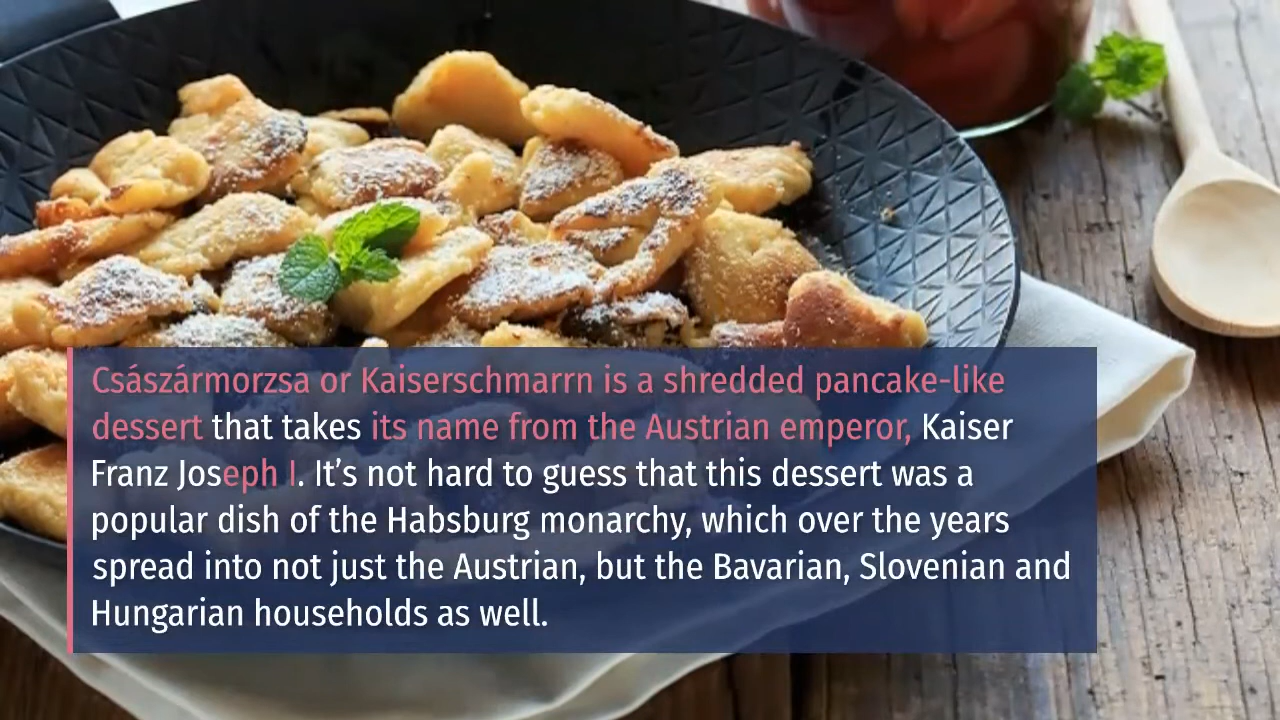 Császármorzsa or Kaiserschmarrn is a shredded pancake-like
dessert that takes its name from the Austrian emperor, Kaiser
Franz Joseph I. It’s not hard to guess that this dessert was a
popular dish of the Habsburg monarchy, which over the years
spread into not just the Austrian, but the Bavarian, Slovenian and
Hungarian households as well.